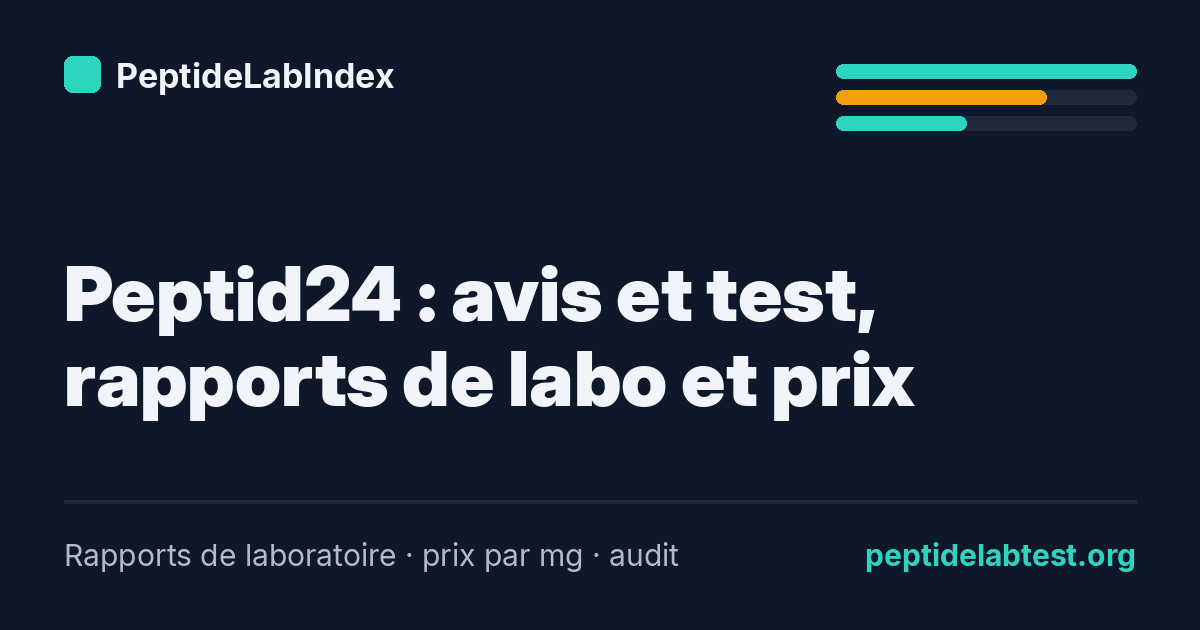 PeptideLabIndex
Peptid24 : avis et test,
rapports de labo et prix
Rapports de laboratoire · prix par mg · audit
peptidelabtest.org